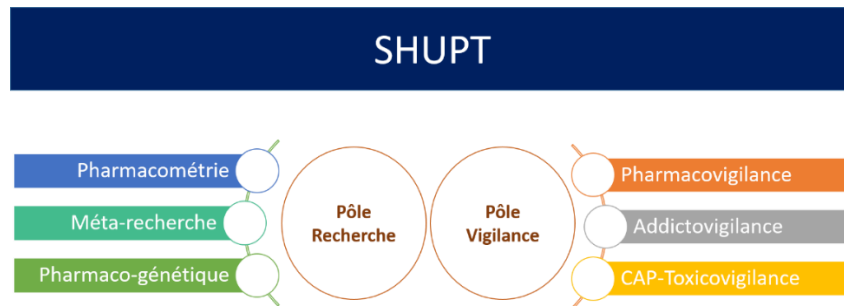 SHUPT
Pharmacométrie
Méta-recherche
Pharmaco-génétique
Pôle
Recherche
Pôle
Vigilance
Pharmacovigilance
Addictovigilance
CAP-Toxicovigilance